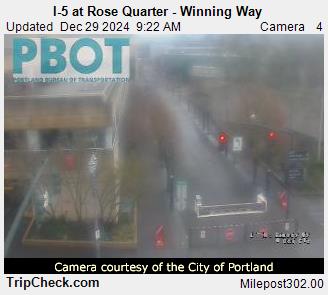 I-5 at Rose Quarter - Winning Way
Updated Dec 29 2024 9:22 AM Camera 4
PBOT
PORTLAND BUREAU OF TRANSPORTATION
Camera courtesy of the City of Portland
TripCheck.com Milepost302.00